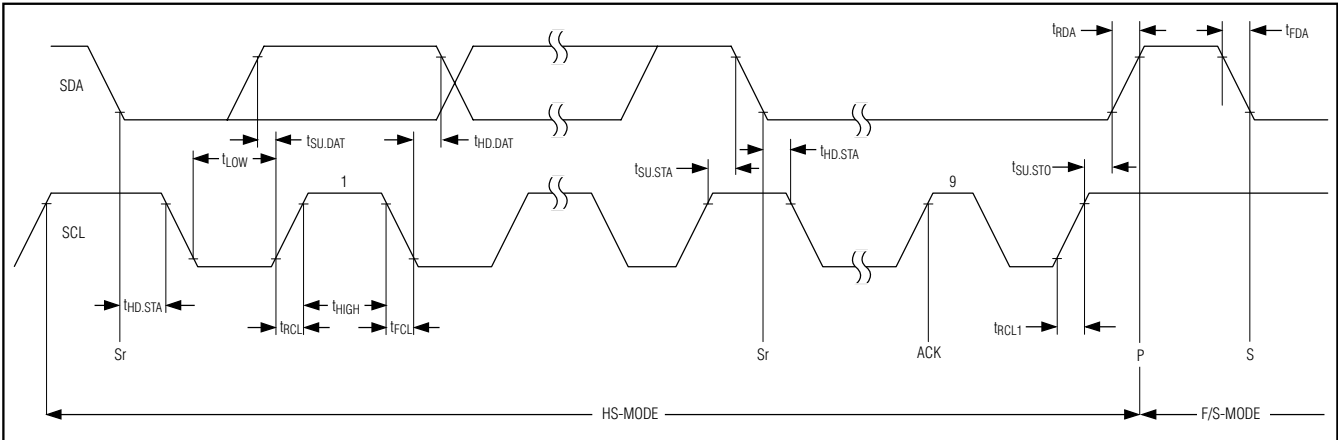 tRDA
tFDA
SDA
tSU.DAT
tHD.DAT
tLOW
tHD.STA
tSU.STA
tSU.STO
1
9
SCL
tHD.STA
tHIGH
tRCL
tFCL
tRCL1
Sr
Sr
ACK
P
S
HS-MODE
F/S-MODE